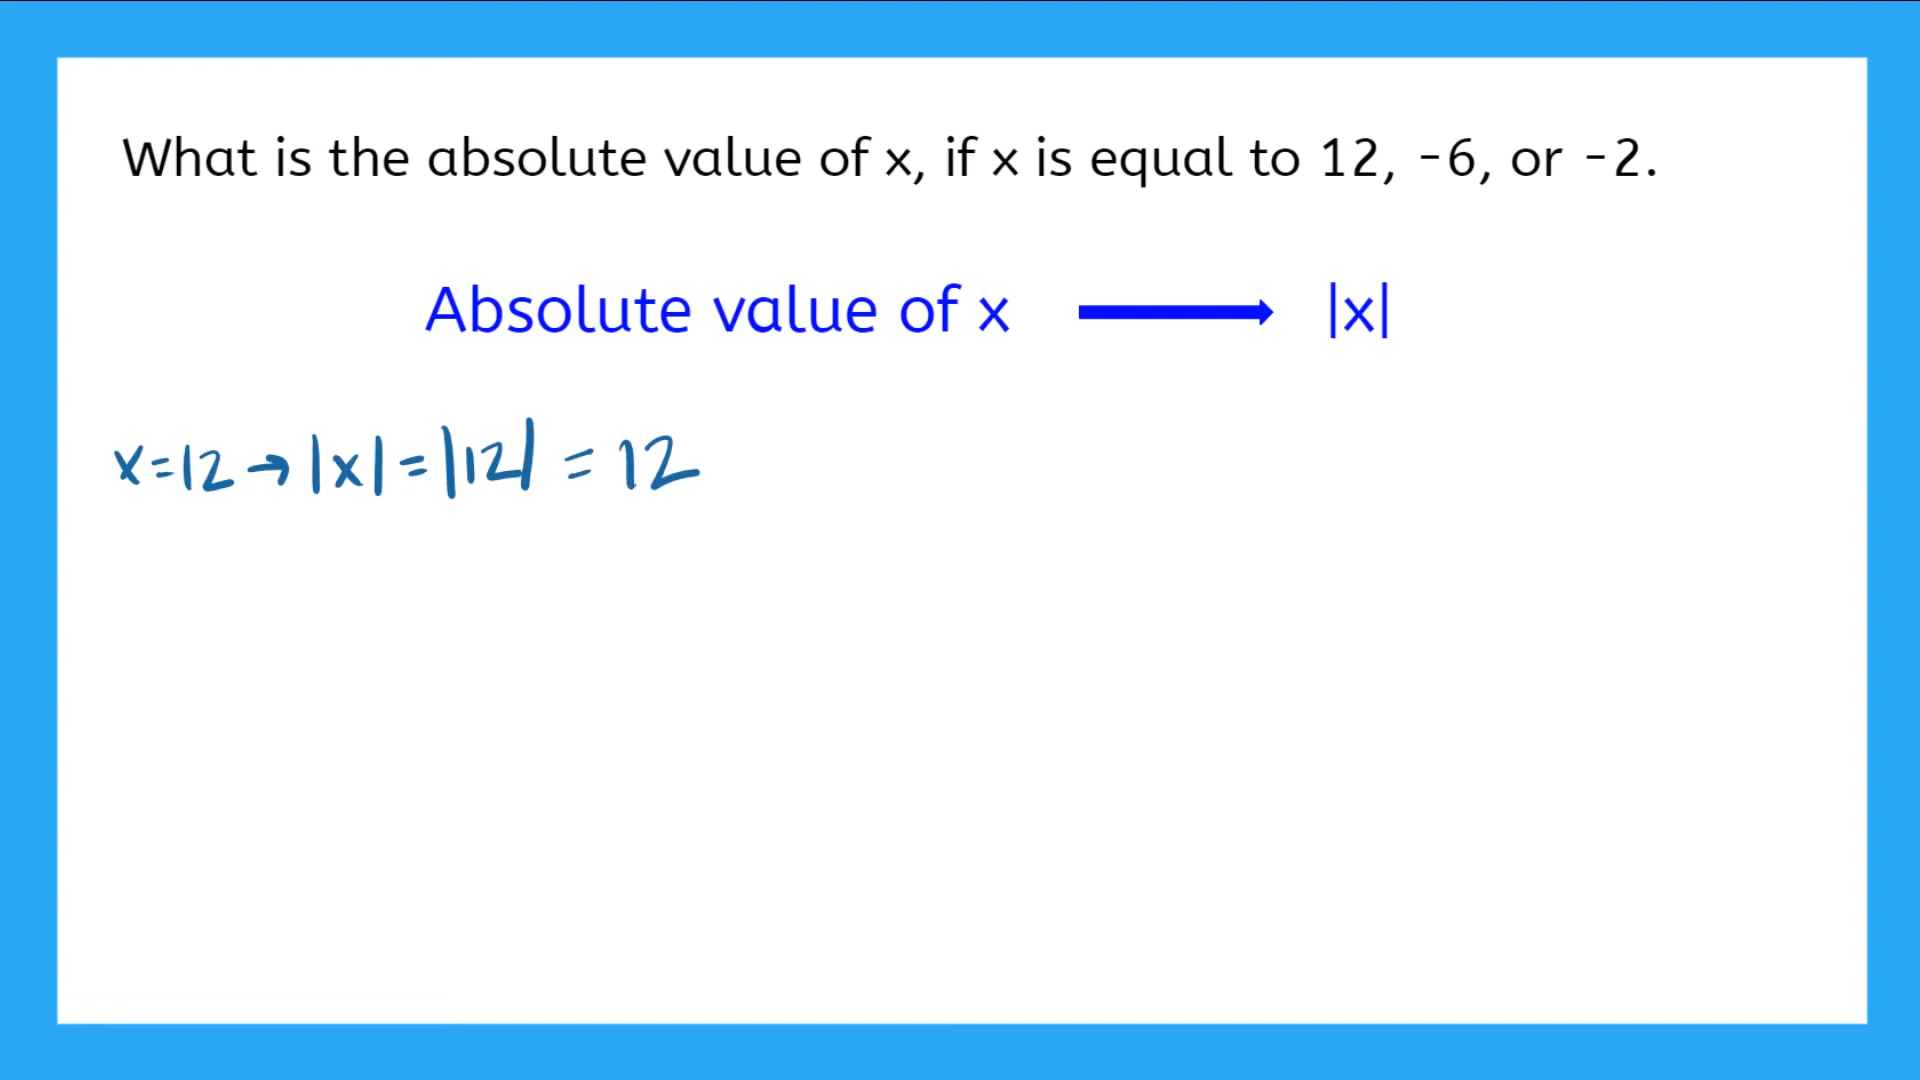 What is the absolute value of x, if x is equal to 12, -6, or -2.
Absolute value of x → |x|
x=12→|x|=|12| = 12